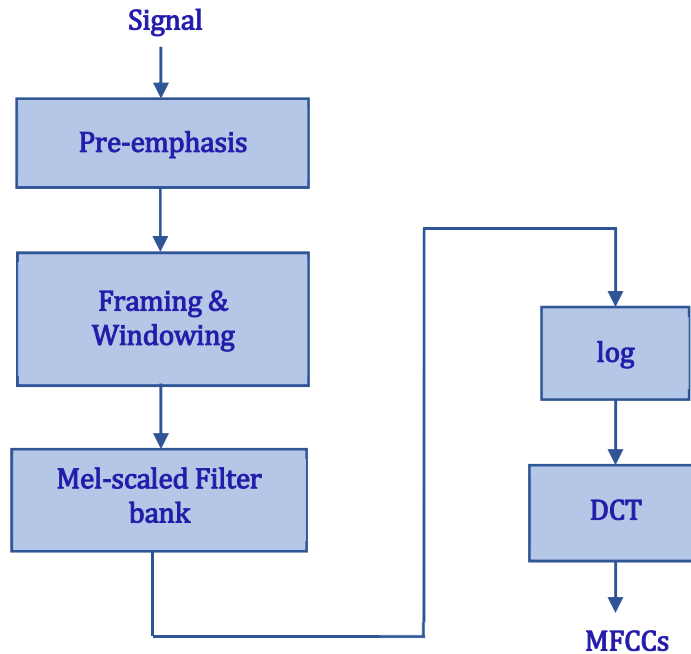 Signal
Pre-emphasis
Framing &
Windowing
Mel-scaled Filter
bank
log
DCT
MFCCs